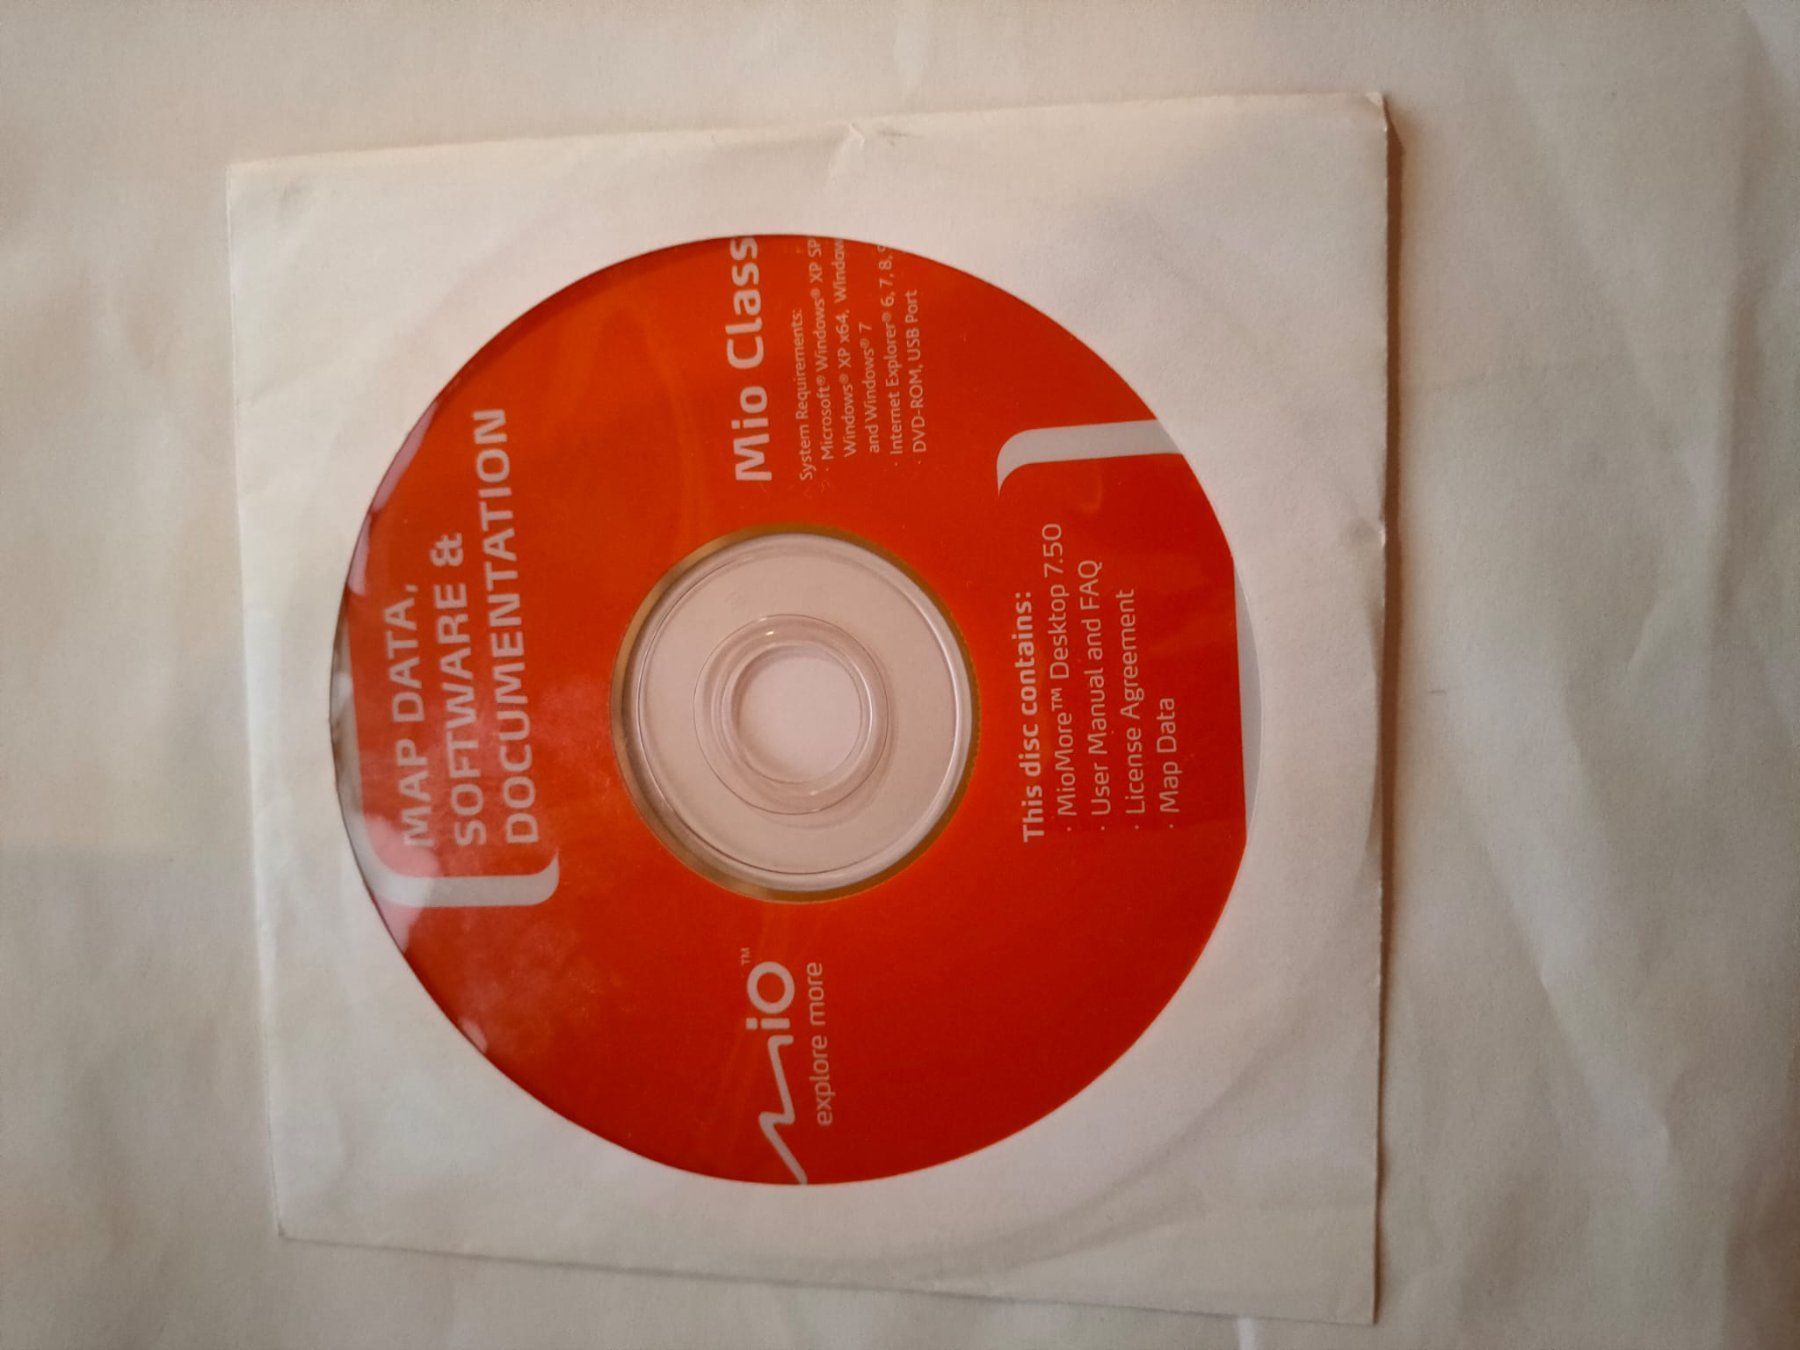 MAP DATA,
SOFTWARE &
DOCUMENTATION
mio™
explore more
Mio Class
System Requirements:
· Microsoft® Windows® XP SP
Windows® XP x64, Window
and Windows® 7
· Internet Explorer® 6, 7, 8,
· DVD-ROM, USB Port
This disc contains:
· MioMore™ Desktop 7.50
· User Manual and FAQ
· License Agreement
· Map Data